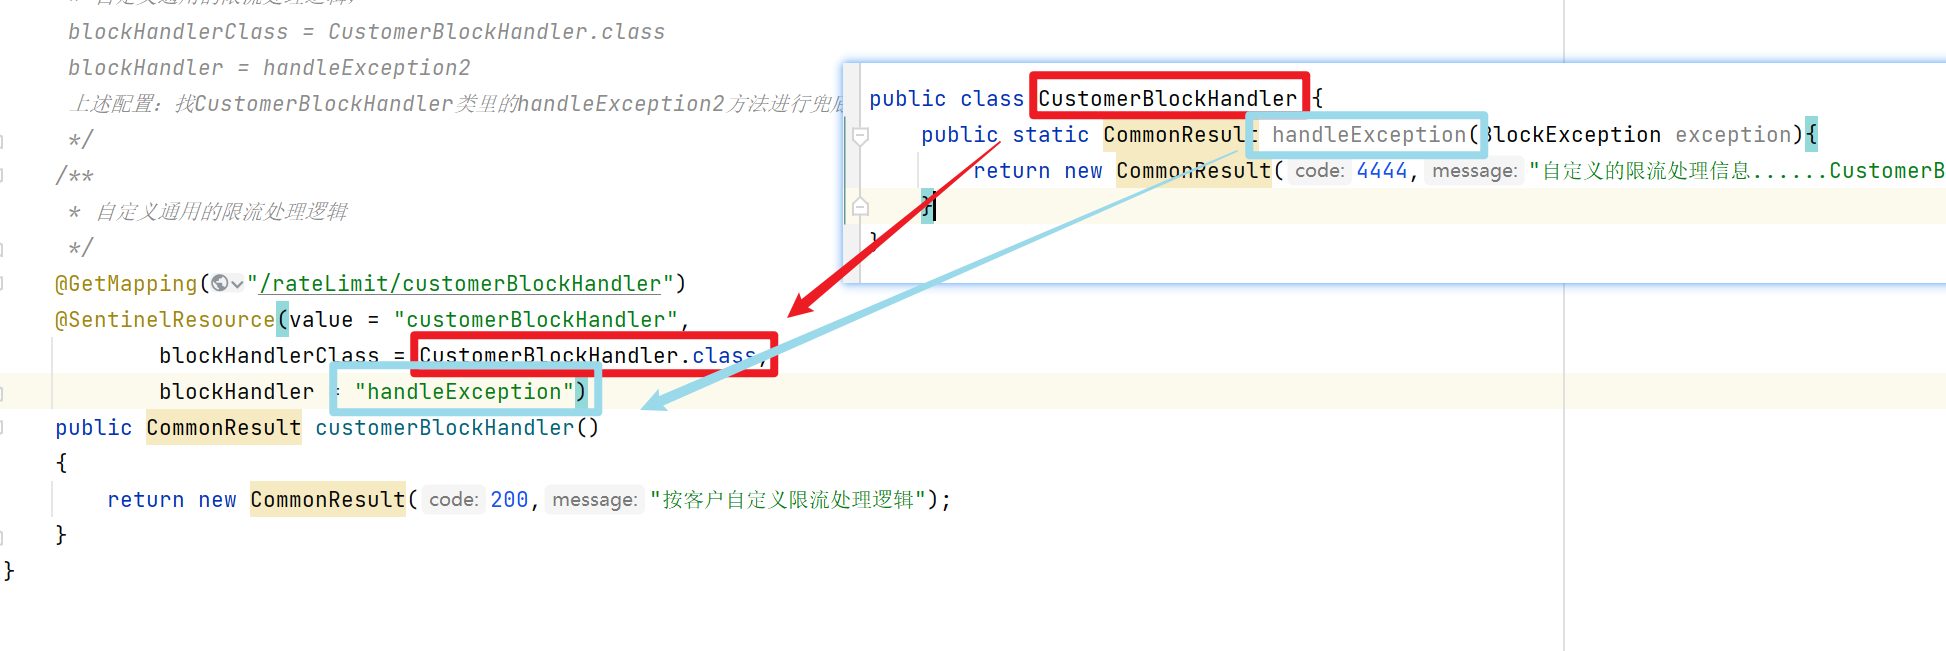 * 自定义通用的限流处理逻辑，
blockHandlerClass = CustomerBlockHandler.class
blockHandler = handleException2
上述配置：找CustomerBlockHandler类里的handleException2方法进行兜底
*/
/**
* 自定义通用的限流处理逻辑
*/
@GetMapping("/rateLimit/customerBlockHandler")
@SentinelResource(value = "customerBlockHandler",
blockHandlerClass = CustomerBlockHandler.class,
blockHandler = "handleException")
public CommonResult customerBlockHandler()
{
return new CommonResult( code: 200, message: "按客户自定义限流处理逻辑");
}
}
public class CustomerBlockHandler {
public static CommonResult handleException(BlockException exception){
return new CommonResult( code: 4444, message: "自定义的限流处理信息......CustomerB
}
}